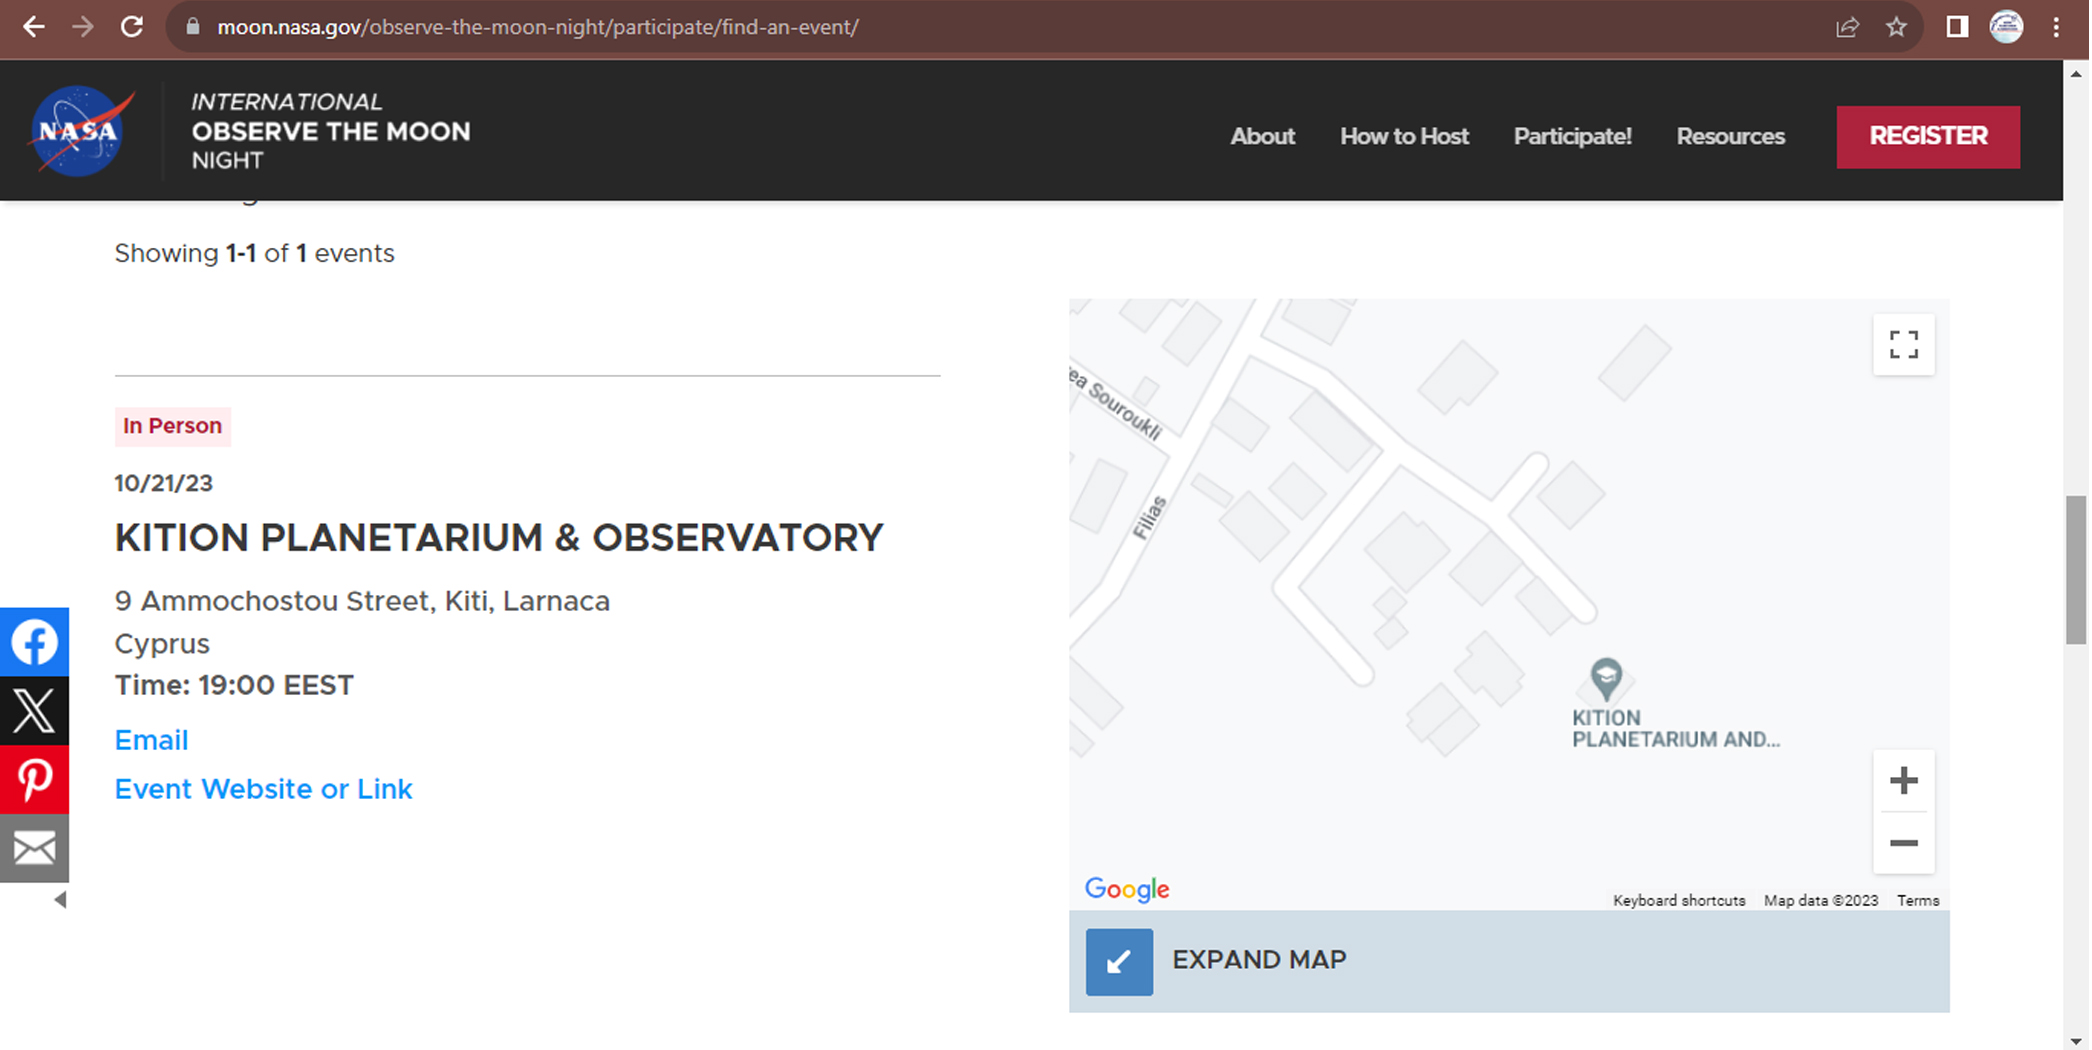 moon.nasa.gov/observe-the-moon-night/participate/find-an-event/
NASA
INTERNATIONAL
OBSERVE THE MOON
NIGHT
About
How to Host
Participate!
Resources
REGISTER
Showing 1-1 of 1 events
In Person
10/21/23
KITION PLANETARIUM & OBSERVATORY
9 Ammochostou Street, Kiti, Larnaca
Cyprus
Time: 19:00 EEST
Email
Event Website or Link
ea Souroukli
Filias
KITION
PLANETARIUM AND...
Google
Keyboard shortcuts
Map data ©2023
Terms
EXPAND MAP